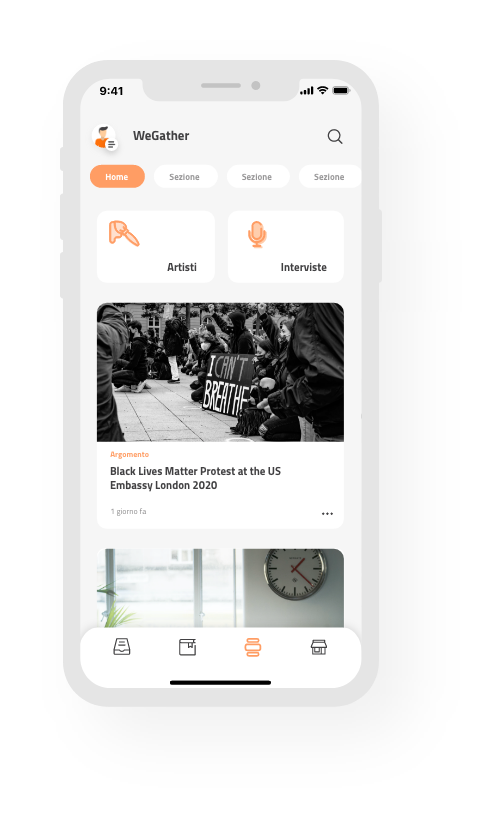 9:41
WeGather
Home
Sezione
Sezione
Sezione
Artisti
Interviste
I CAN'T
BREATHE
Argomento
Black Lives Matter Protest at the US
Embassy London 2020
1 giorno fa